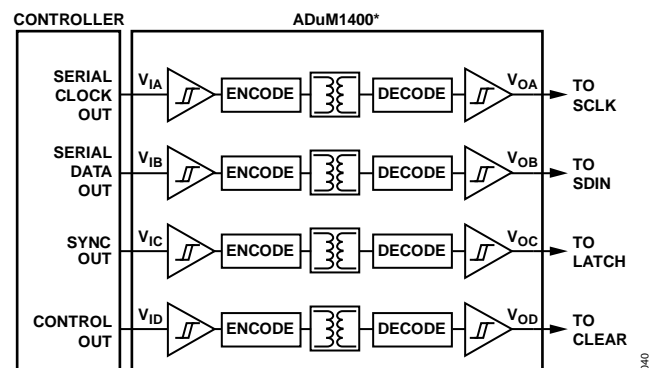 CONTROLLER
ADuM1400*
SERIAL
CLOCK
OUT
VIA
ENCODE
DECODE
VOA
TO
SCLK
SERIAL
DATA
OUT
VIB
ENCODE
DECODE
VOB
TO
SDIN
SYNC
OUT
VIC
ENCODE
DECODE
VOC
TO
LATCH
CONTROL
OUT
VID
ENCODE
DECODE
VOD
TO
CLEAR
040